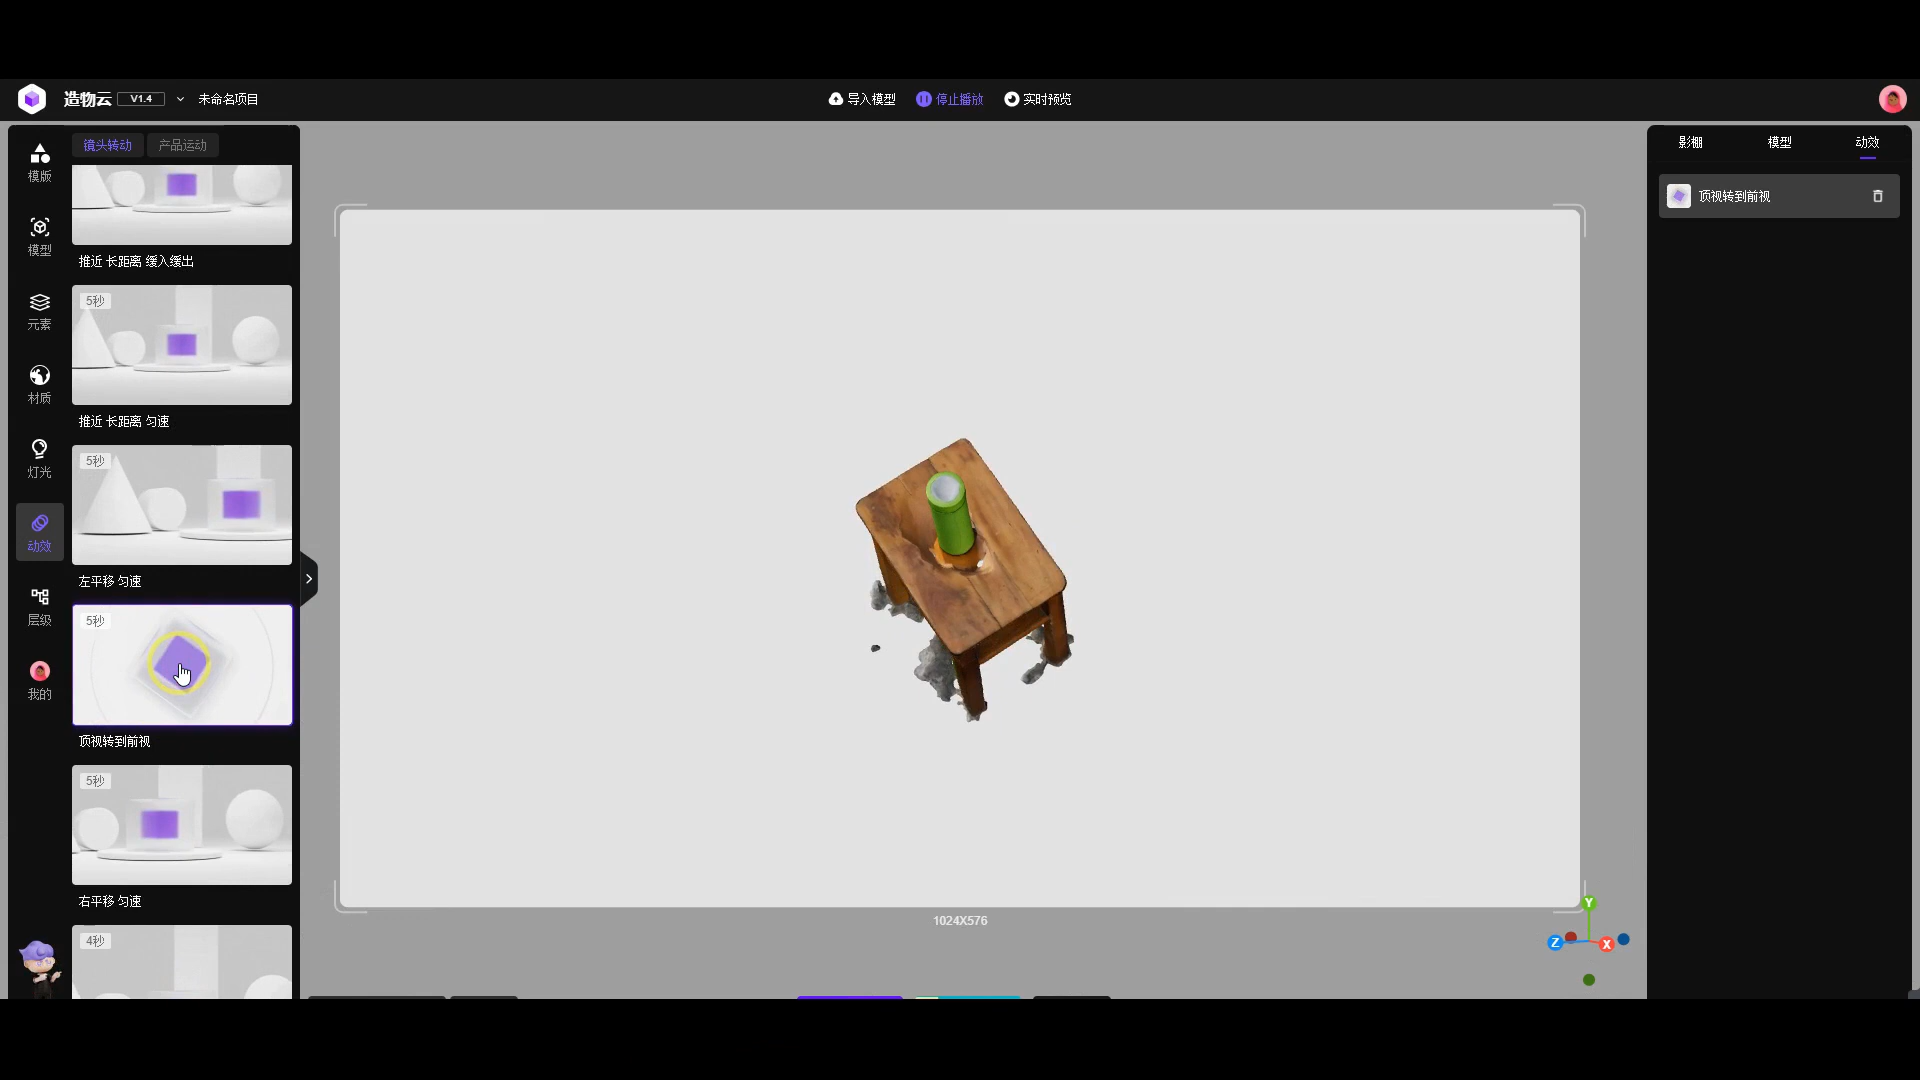 造物云 V1.4 未命名项目 导入模型 停止播放 实时预览
镜头转动 产品运动
模版
模型
元素
材质
灯光
动效
层级
我的
推近 长距离 缓入缓出
5秒
推近 长距离 匀速
5秒
左平移 匀速
5秒
顶视转到前视
5秒
右平移 匀速
4秒
1024X576
Y
Z
X
影棚 模型 动效
顶视转到前视